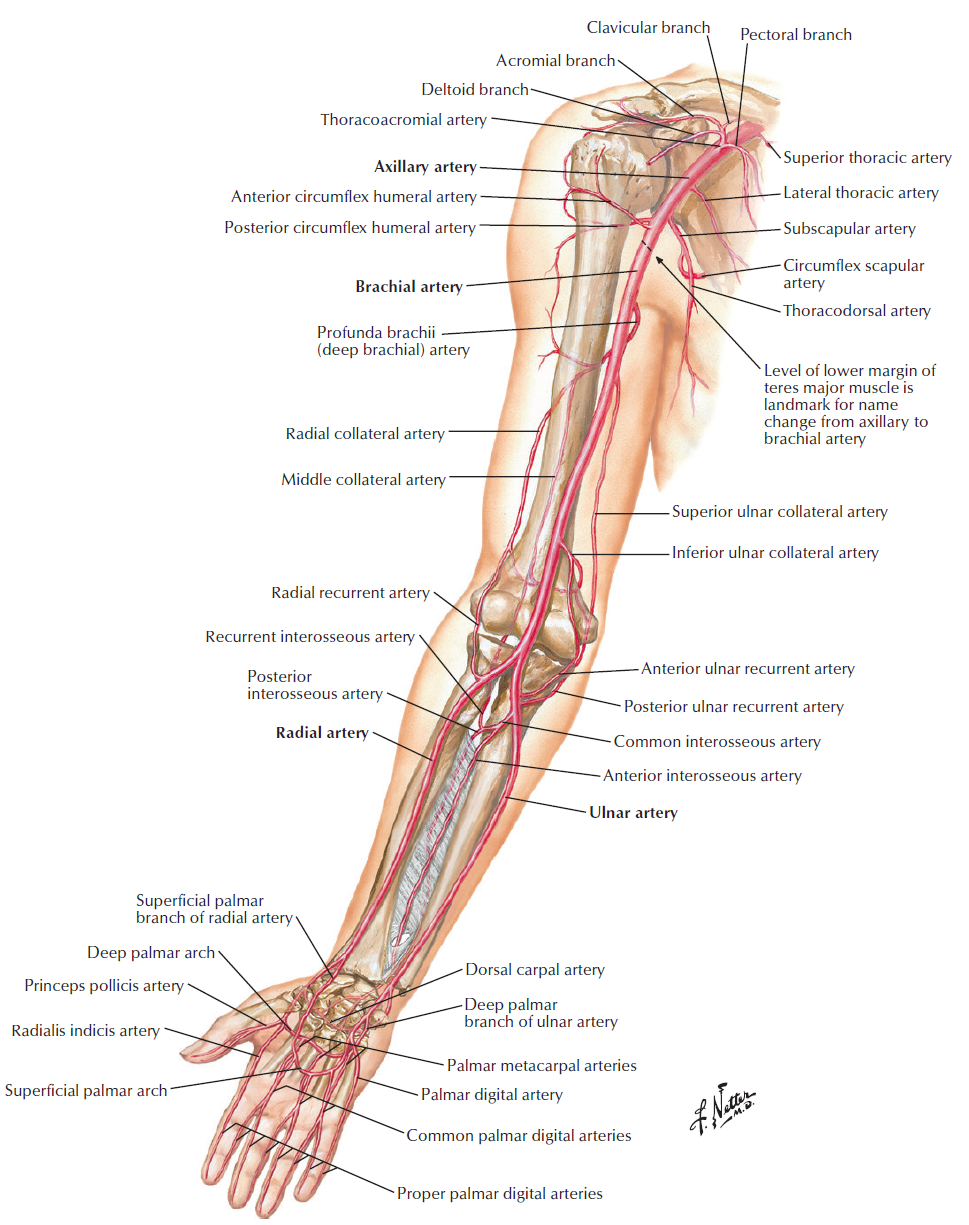 Clavicular branch
Pectoral branch
Acromial branch
Deltoid branch
Thoracoacromial artery
Superior thoracic artery
Axillary artery
Lateral thoracic artery
Anterior circumflex humeral artery
Posterior circumflex humeral artery
Subscapular artery
Circumflex scapular
artery
Brachial artery
Thoracodorsal artery
Profunda brachii
(deep brachial) artery
Level of lower margin of
teres major muscle is
landmark for name
change from axillary to
brachial artery
Radial collateral artery
Middle collateral artery
Superior ulnar collateral artery
Inferior ulnar collateral artery
Radial recurrent artery
Recurrent interosseous artery
Anterior ulnar recurrent artery
Posterior
interosseous artery
Posterior ulnar recurrent artery
Radial artery
Common interosseous artery
Anterior interosseous artery
Ulnar artery
Superficial palmar
branch of radial artery
Deep palmar arch
Dorsal carpal artery
Princeps pollicis artery
Deep palmar
branch of ulnar artery
Radialis indicis artery
Palmar metacarpal arteries
Superficial palmar arch
Palmar digital artery
Common palmar digital arteries
Proper palmar digital arteries
F. Netter
M.D.